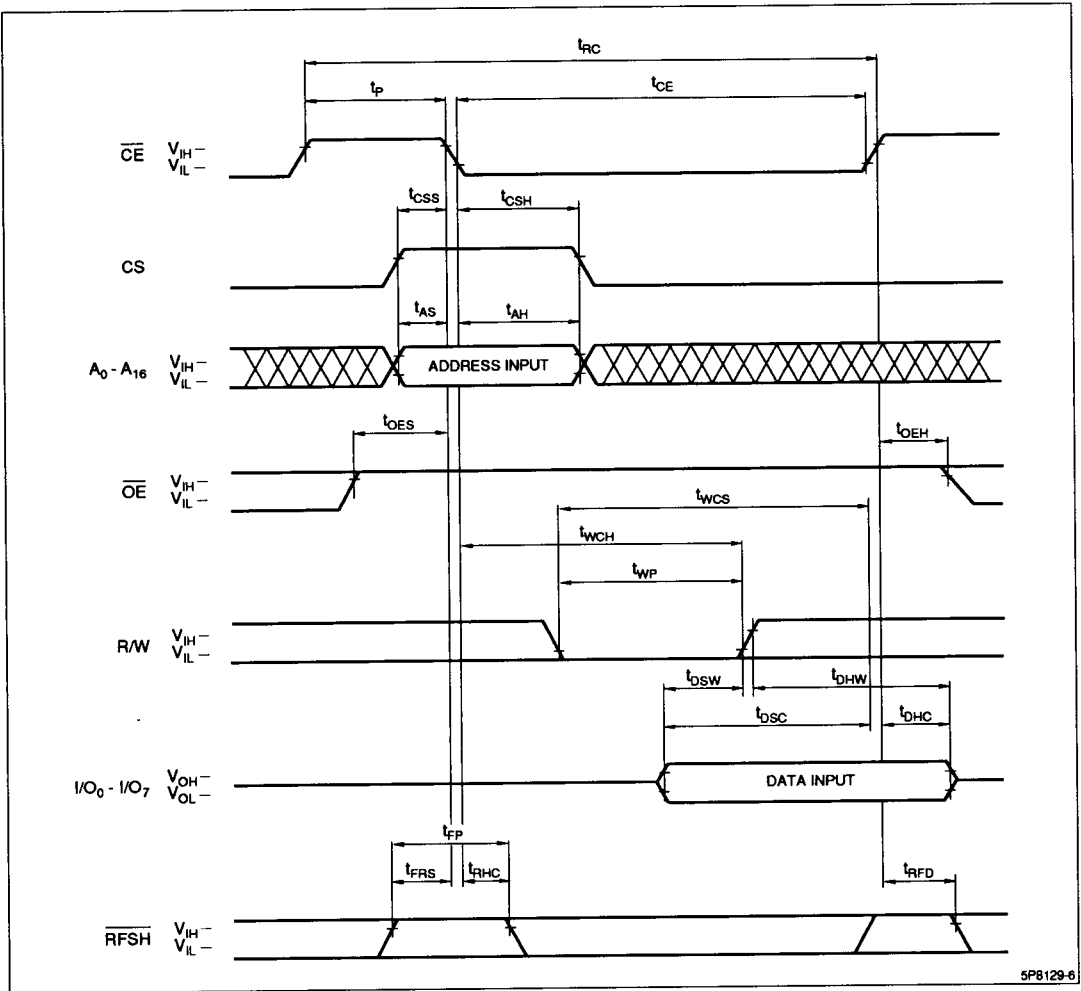 tRC
tP
tCE
CE VIH –
VIL –
tCSS
tCSH
CS
tAS
tAH
A0 - A16 VIH –
VIL –
ADDRESS INPUT
tOES
tOEH
OE VIH –
VIL –
tWCS
tWCH
tWP
R/W VIH –
VIL –
tDSW
tDHW
tDSC
tDHC
I/O0 - I/O7 VOH –
VOL –
DATA INPUT
tFP
tFRS
tRHC
tRFD
RFSH VIH –
VIL –
5P8129-6